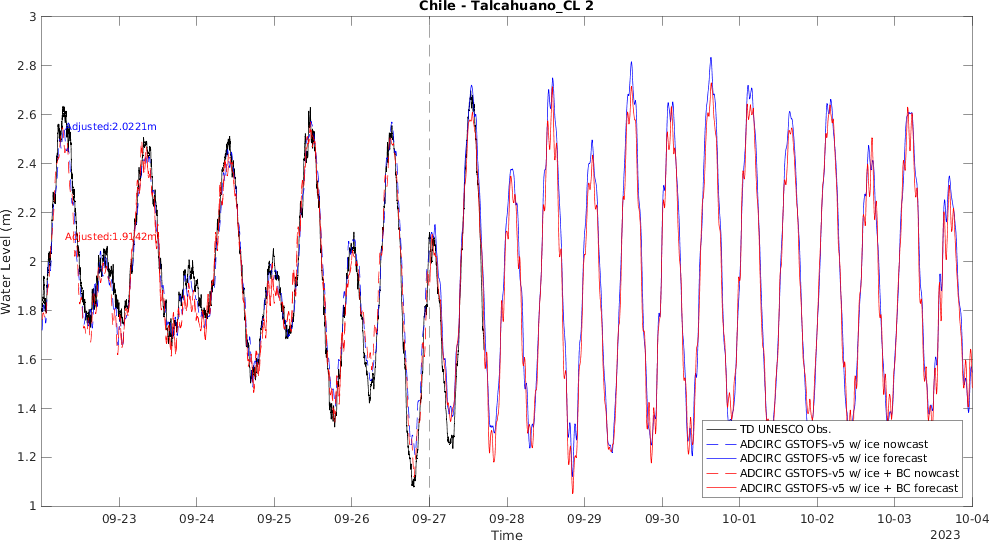 Chile - Talcahuano_CL 2
3
2.8
2.6
2.4
2.2
2
1.8
1.6
1.4
1.2
1
Water Level (m)
Adjusted:2.0221m
Adjusted:1.9142m
TD UNESCO Obs.
ADCIRC GSTOFS-v5 w/ ice nowcast
ADCIRC GSTOFS-v5 w/ ice forecast
ADCIRC GSTOFS-v5 w/ ice + BC nowcast
ADCIRC GSTOFS-v5 w/ ice + BC forecast
09-23 09-24 09-25 09-26 09-27 09-28 09-29 09-30 10-01 10-02 10-03 10-04
Time
2023